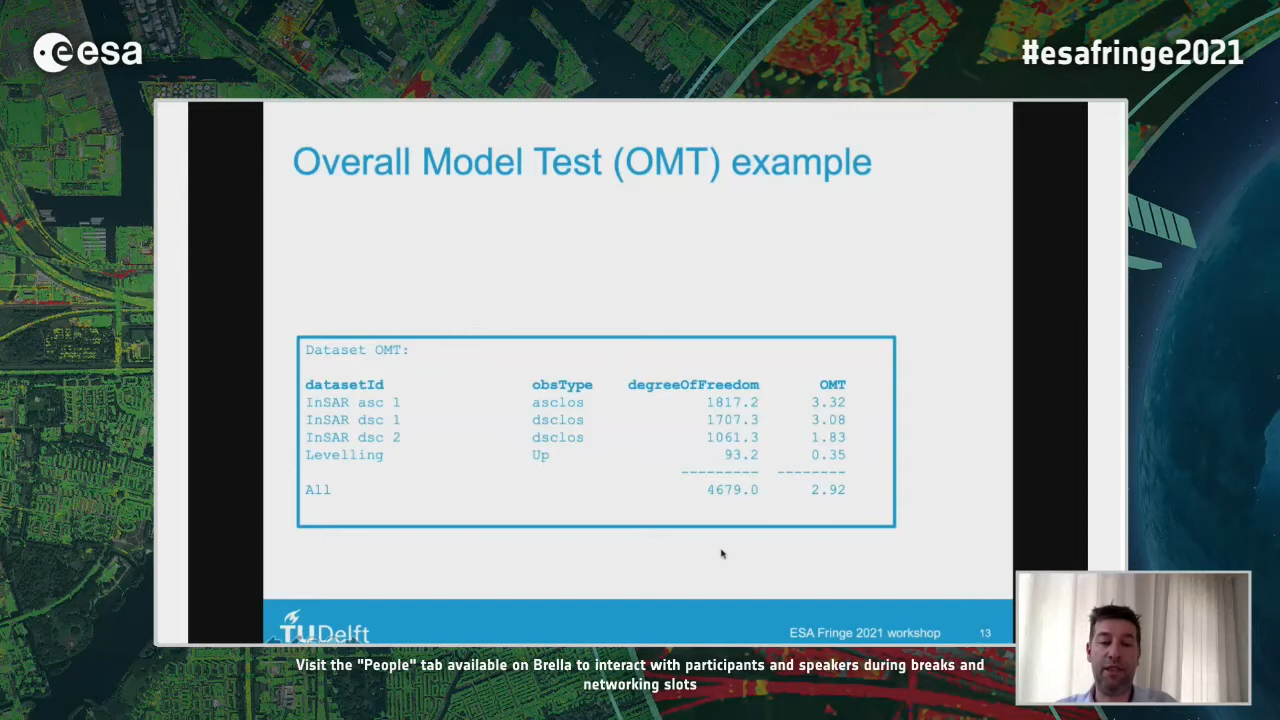 esa
#esafringe2021
Overall Model Test (OMT) example
Dataset OMT:
datasetId obsType degreeOfFreedom OMT
InSAR asc 1 asclos 1817.2 3.32
InSAR dsc 1 dsclos 1707.3 3.08
InSAR dsc 2 dsclos 1061.3 1.83
Levelling Up 93.2 0.35
--------- --------
All 4679.0 2.92
TUDelft
ESA Fringe 2021 workshop 13
Visit the "People" tab available on Brella to interact with participants and speakers during breaks and
networking slots